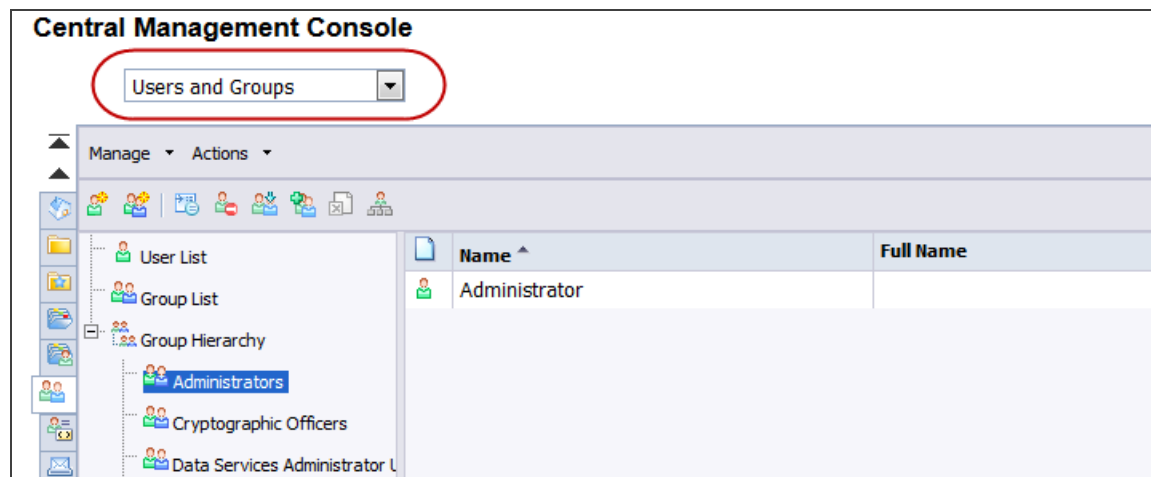 Central Management Console
Users and Groups
Manage Actions
User List
Group List
Group Hierarchy
Administrators
Cryptographic Officers
Data Services Administrator
Name Full Name
Administrator